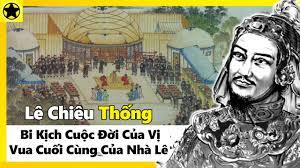 Lê Chiêu Thống
Bi Kịch Cuộc Đời Của Vị
Vua Cuối Cùng Của Nhà Lê